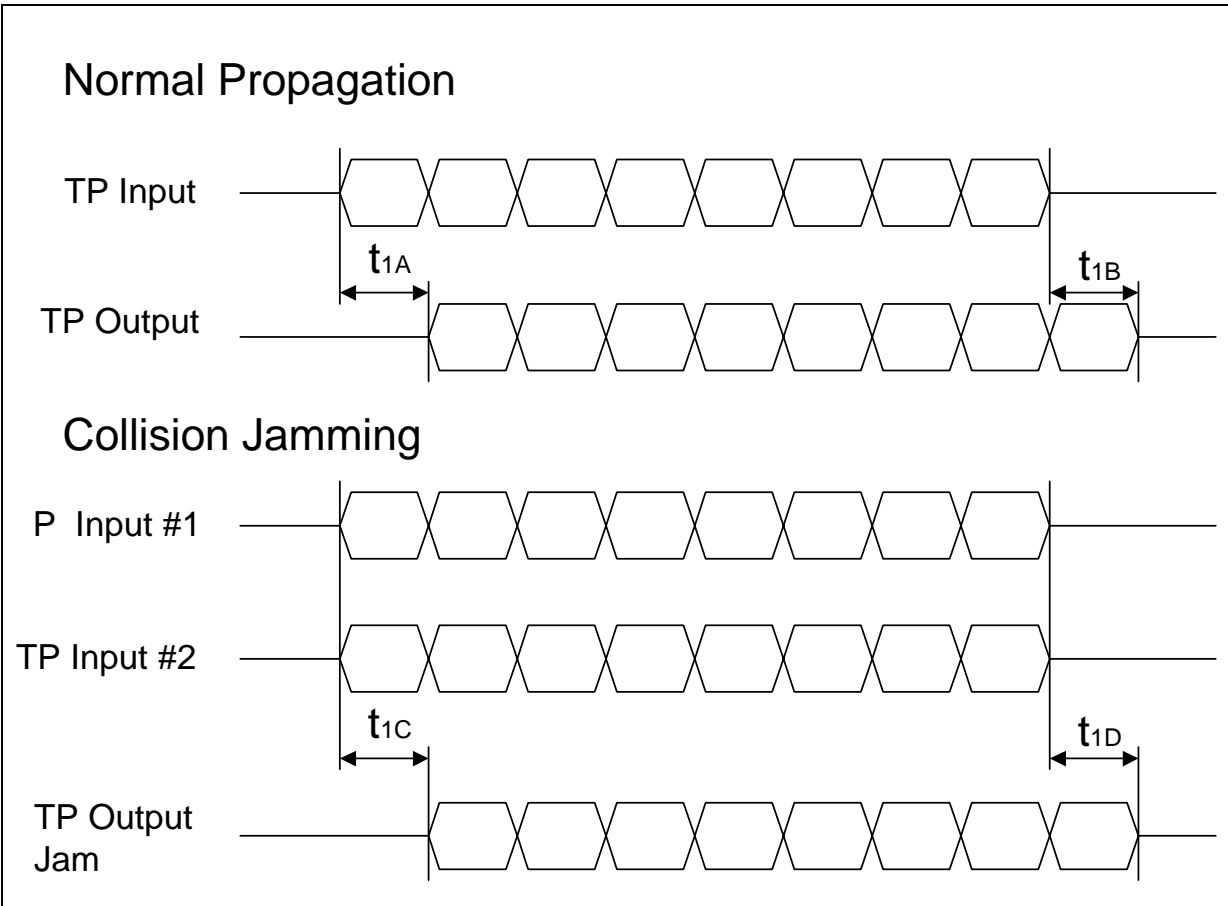 Normal Propagation
TP Input
t1A
t1B
TP Output
Collision Jamming
P Input #1
TP Input #2
t1C
t1D
TP Output
Jam